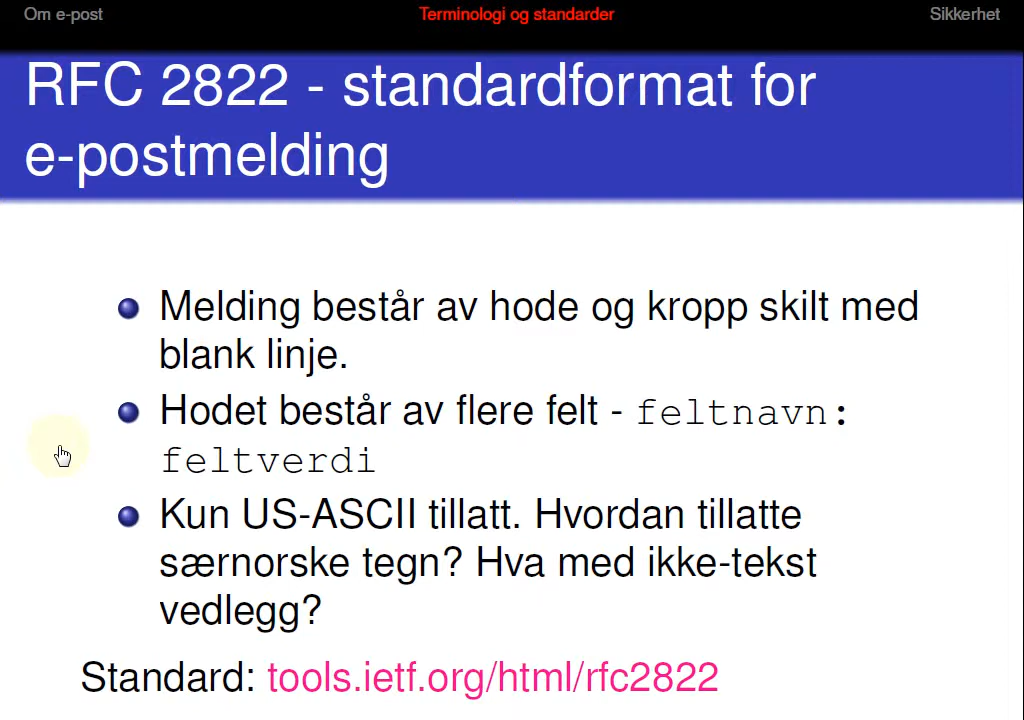 Om e-post
Terminologi og standarder
Sikkerhet
RFC 2822 - standardformat for
e-postmelding
Melding består av hode og kropp skilt med
blank linje.
Hodet består av flere felt - feltnavn:
feltverdi
Kun US-ASCII tillatt. Hvordan tillatte
særnorske tegn? Hva med ikke-tekst
vedlegg?
Standard: tools.ietf.org/html/rfc2822